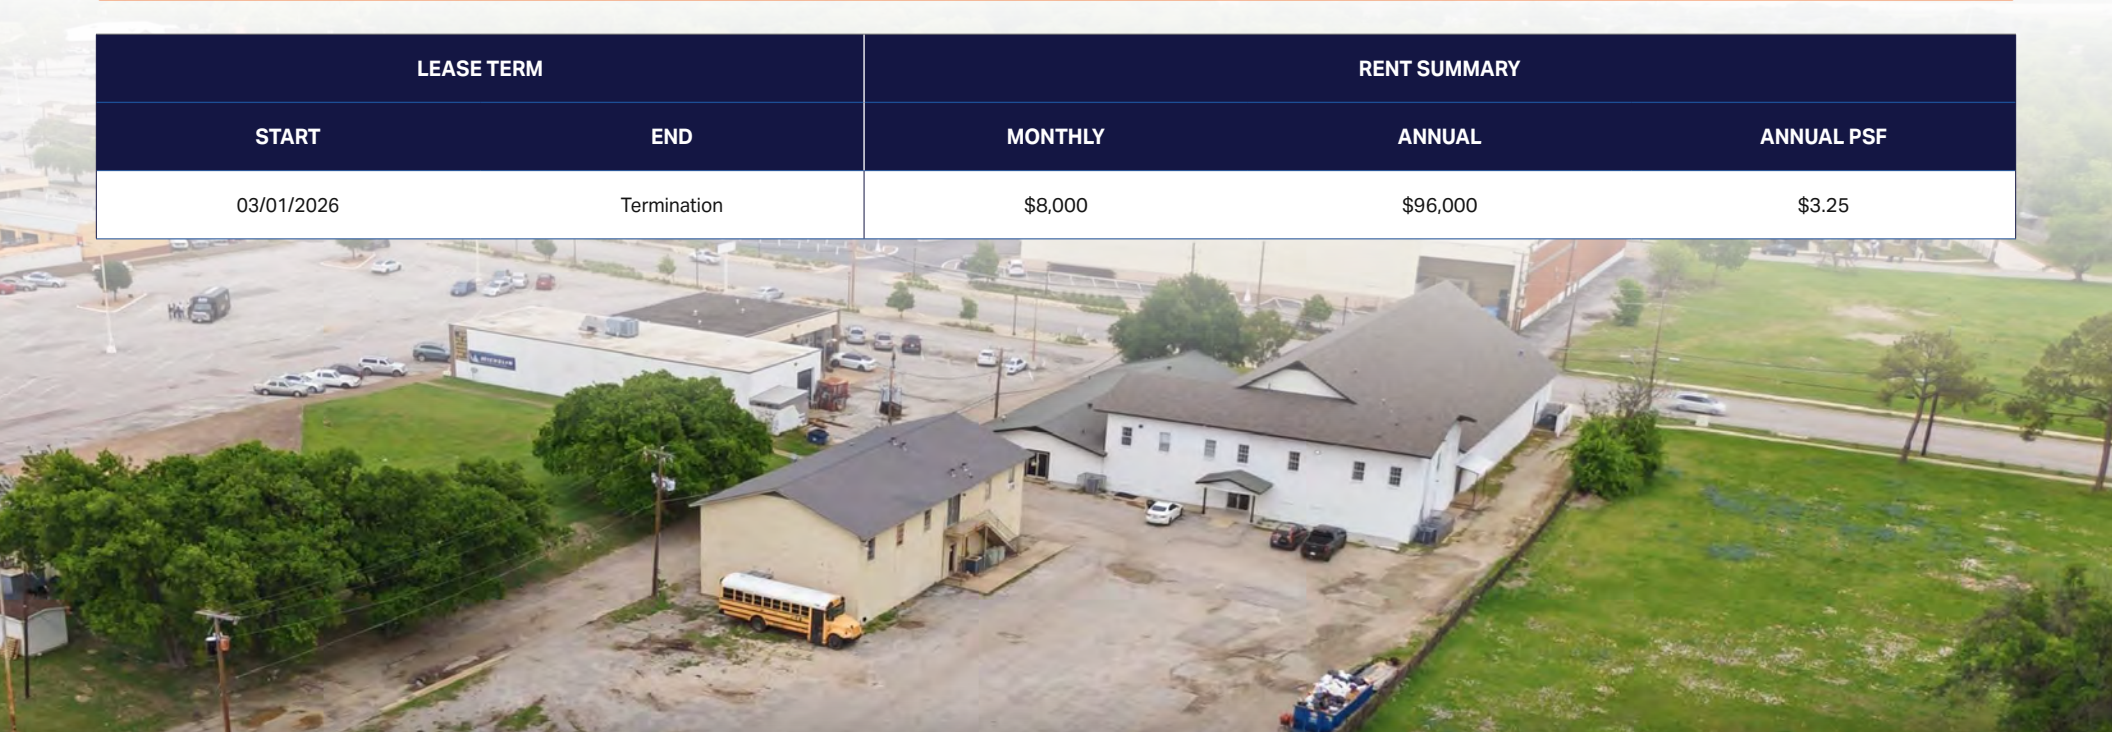 LEASE TERM RENT SUMMARY
START END MONTHLY ANNUAL ANNUAL PSF
03/01/2026 Termination $8,000 $96,000 $3.25
MICHELIN